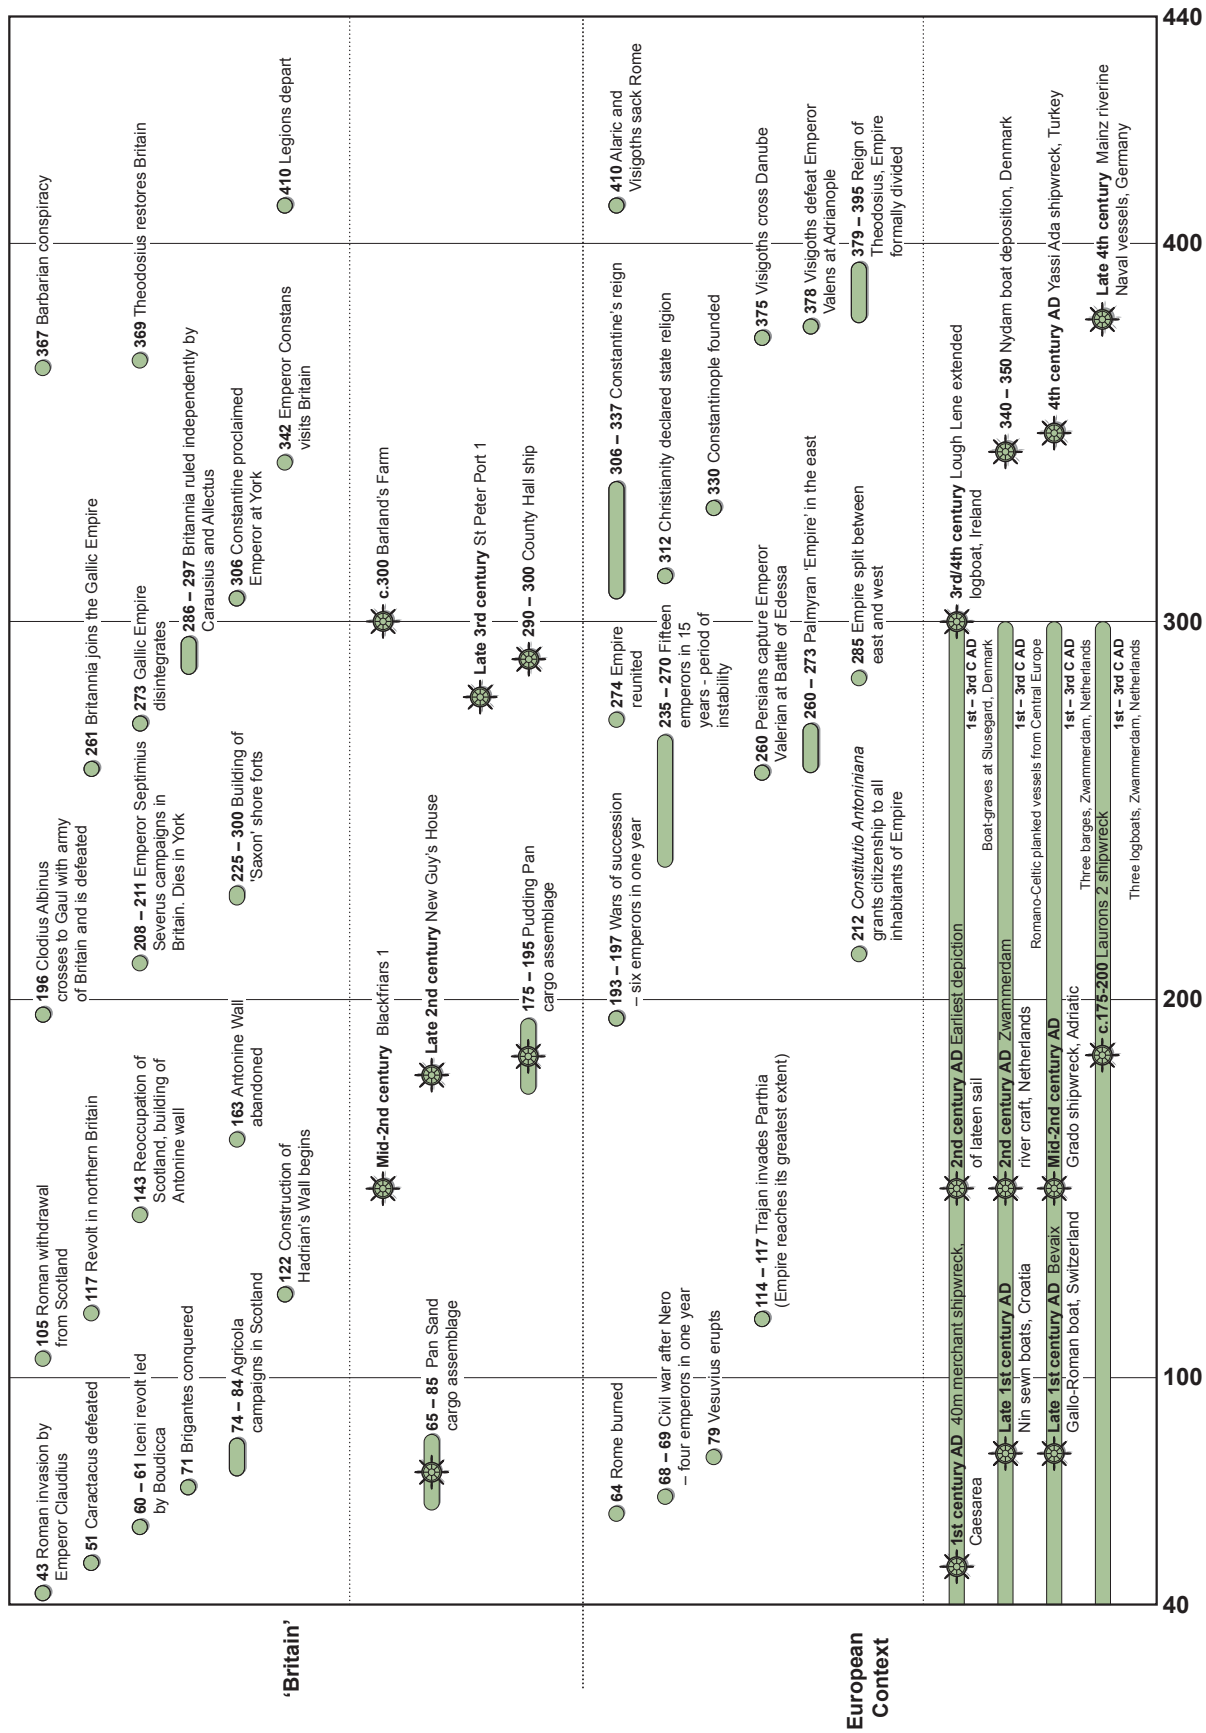 'Britain'
43 Roman invasion by
Emperor Claudius
105 Roman withdrawal
from Scotland
196 Clodius Albinus
crosses to Gaul with army
of Britain and is defeated
367 Barbarian conspiracy
51 Caractacus defeated
117 Revolt in northern Britain
261 Britannia joins the Gallic Empire
60 – 61 Iceni revolt led
by Boudicca
143 Reoccupation of
Scotland, building of
Antonine wall
208 – 211 Emperor Septimius
Severus campaigns in
Britain. Dies in York
273 Gallic Empire
disintegrates
369 Theodosius restores Britain
71 Brigantes conquered
286 – 297 Britannia ruled independently by
Carausius and Allectus
74 – 84 Agricola
campaigns in Scotland
163 Antonine Wall
abandoned
225 – 300 Building of
'Saxon' shore forts
306 Constantine proclaimed
Emperor at York
122 Construction of
Hadrian's Wall begins
342 Emperor Constans
visits Britain
410 Legions depart
Mid-2nd century Blackfriars 1
c.300 Barland's Farm
65 – 85 Pan Sand
cargo assemblage
Late 2nd century New Guy's House
Late 3rd century St Peter Port 1
175 – 195 Pudding Pan
cargo assemblage
290 – 300 County Hall ship
European
Context
64 Rome burned
193 – 197 Wars of succession
– six emperors in one year
274 Empire
reunited
306 – 337 Constantine's reign
410 Alaric and
Visigoths sack Rome
68 – 69 Civil war after Nero
– four emperors in one year
235 – 270 Fifteen
emperors in 15
years - period of
instability
312 Christianity declared state religion
79 Vesuvius erupts
330 Constantinople founded
114 – 117 Trajan invades Parthia
(Empire reaches its greatest extent)
260 Persians capture Emperor
Valerian at Battle of Edessa
375 Visigoths cross Danube
260 – 273 Palmyran 'Empire' in the east
378 Visigoths defeat Emperor
Valens at Adrianople
212 Constitutio Antoniriana
grants citizenship to all
inhabitants of Empire
285 Empire split between
east and west
379 – 395 Reign of
Theodosius, Empire
formally divided
1st century AD 40m merchant shipwreck,
Caesarea
2nd century AD Earliest depiction
of lateen sail
3rd/4th century Lough Lene extended
logboat, Ireland
1st – 3rd C AD
Boat-graves at Slusegard, Denmark
Late 1st century AD
Nin sewn boats, Croatia
2nd century AD Zwammerdam
river craft, Netherlands
340 – 350 Nydam boat deposition, Denmark
1st – 3rd C AD
Romano-Celtic planked vessels from Central Europe
Late 1st century AD Bevaix
Gallo-Roman boat, Switzerland
Mid-2nd century AD
Grado shipwreck, Adriatic
4th century AD Yassi Ada shipwreck, Turkey
1st – 3rd C AD
Three barges, Zwammerdam, Netherlands
c.175-200 Laurons 2 shipwreck
Late 4th century Mainz riverine
Naval vessels, Germany
1st – 3rd C AD
Three logboats, Zwammerdam, Netherlands
40
100
200
300
400
440